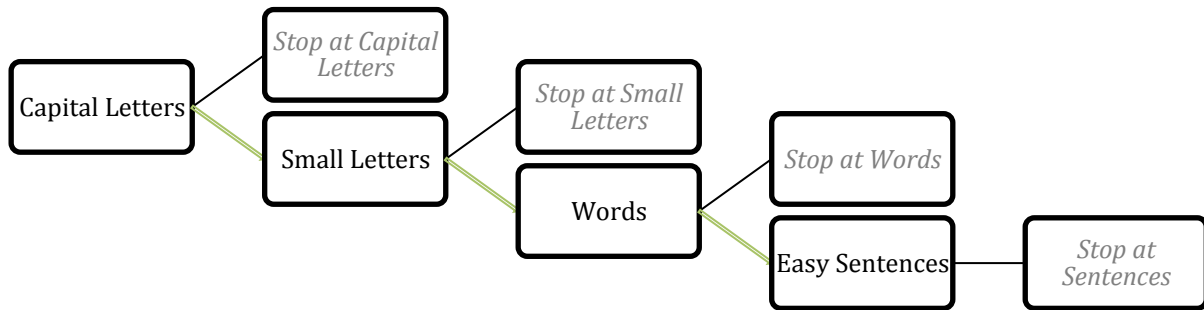 Stop at Capital
Letters
Capital Letters
Stop at Small
Letters
Small Letters
Stop at Words
Words
Easy Sentences
Stop at
Sentences